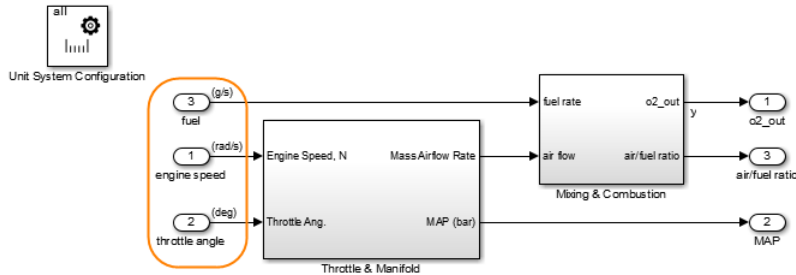 all
Unit System Configuration
3
(g/s)
fuel
1
(rad/s)
engine speed
2
(deg)
throttle angle
Engine Speed, N
Mass Airflow Rate
Throttle Ang.
MAP (bar)
Throttle & Manifold
fuel rate
o2_out
air flow
air/fuel ratio
Mixing & Combustion
y
1
o2_out
3
air/fuel ratio
2
MAP